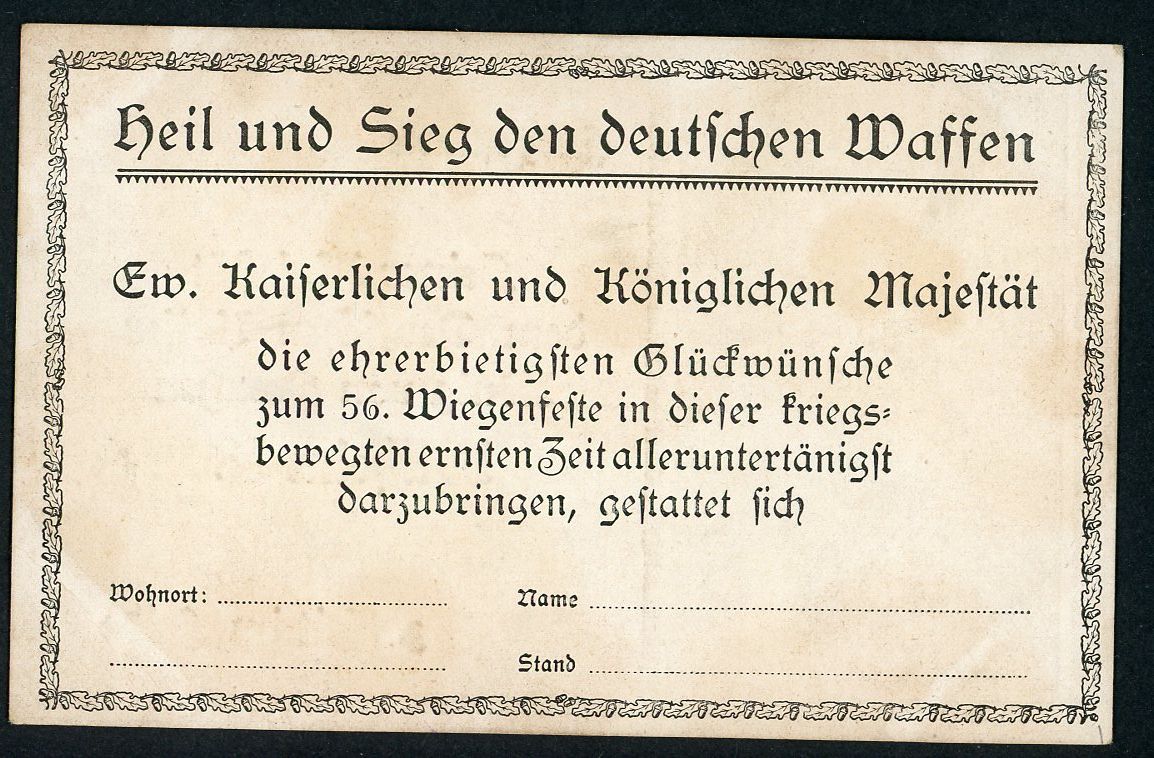 Heil und Sieg den deutſchen Waffen
Ew. Kaiſerlichen und Königlichen Majeſtät
die ehrerbietigſten Glückwünſche
zum 56. Wiegenfeſte in dieſer kriegs⸗
bewegten ernſten Zeit alleruntertänigſt
darzubringen, geſtattet ſich
Wohnort: Name
Stand